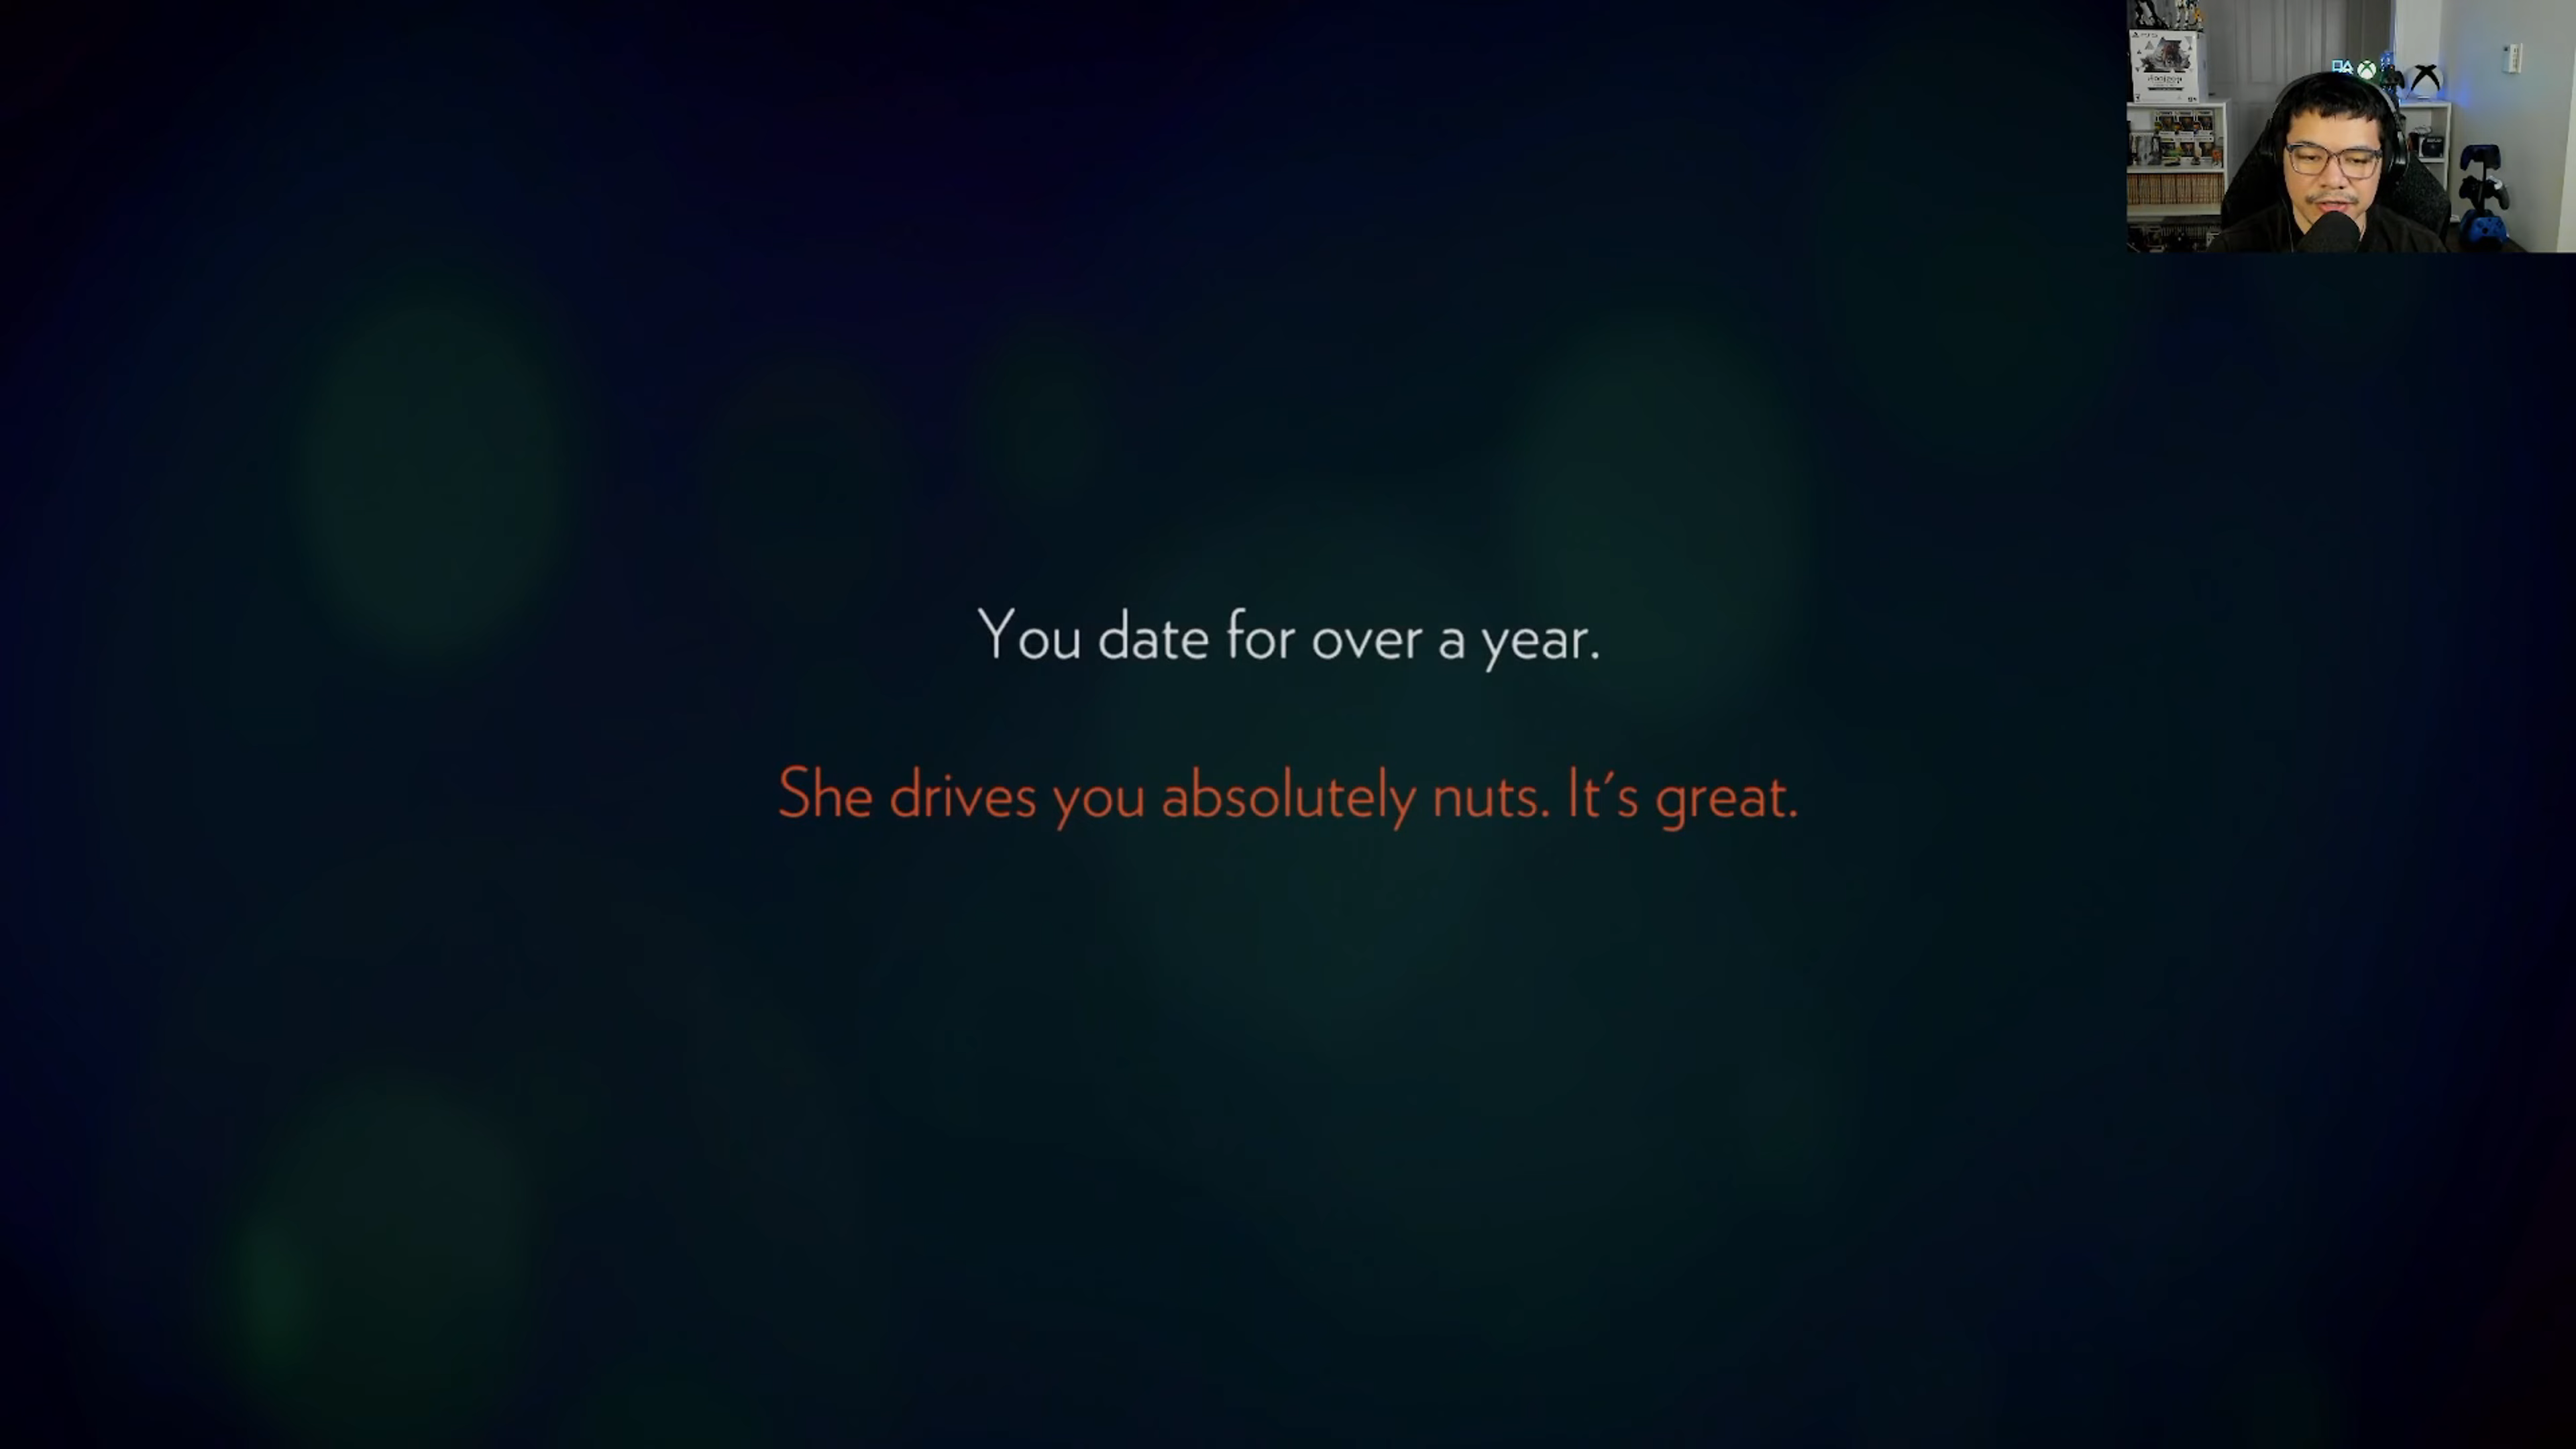 You date for over a year.
She drives you absolutely nuts. It's great.